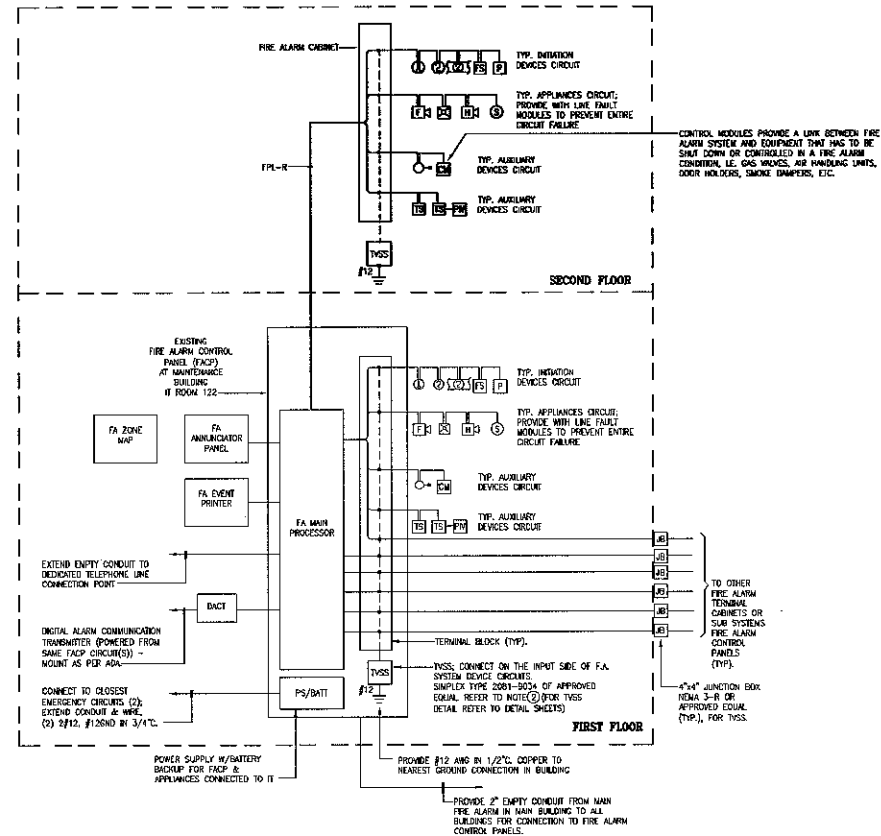 FIRE ALARM CABINET
TYP. INITIATION
DEVICES CIRCUIT
FS
P
TYP. APPLIANCES CIRCUIT;
PROVIDE WITH LINE FAULT
MODULES TO PREVENT ENTIRE
CIRCUIT FAILURE
F
H
S
CONTROL MODULES PROVIDE A LINK BETWEEN FIRE
ALARM SYSTEM AND EQUIPMENT THAT HAS TO BE
SHUT DOWN OR CONTROLLED IN A FIRE ALARM
CONDITION, I.E. GAS VALVES, AIR HANDLING UNITS,
DOOR HOLDERS, SMOKE DAMPERS, ETC.
FPL-R
TYP. AUXILIARY
DEVICES CIRCUIT
CM
TYP. AUXILIARY
DEVICES CIRCUIT
TS
TS
PIV
TVSS
#12
SECOND FLOOR
EXISTING
FIRE ALARM CONTROL
PANEL (FACP)
AT MAINTENANCE
BUILDING
IT ROOM 122
TYP. INITIATION
DEVICES CIRCUIT
FS
P
FA ZONE
MAP
FA
ANNUNCIATOR
PANEL
TYP. APPLIANCES CIRCUIT;
PROVIDE WITH LINE FAULT
MODULES TO PREVENT ENTIRE
CIRCUIT FAILURE
F
H
S
TYP. AUXILIARY
DEVICES CIRCUIT
CM
FA EVENT
PRINTER
FA MAIN
PROCESSOR
TYP. AUXILIARY
DEVICES CIRCUIT
TS
TS
PIV
JB
JB
JB
JB
JB
JB
EXTEND EMPTY CONDUIT TO
DEDICATED TELEPHONE LINE
CONNECTION POINT
TO OTHER
FIRE ALARM
TERMINAL
CABINETS OR
SUB SYSTEMS
FIRE ALARM
CONTROL
PANELS
(TYP).
DACT
DIGITAL ALARM COMMUNICATION
TRANSMITTER (POWERED FROM
SAME FACP CIRCUIT(S)) -
MOUNT AS PER ADA.
TERMINAL BLOCK (TYP).
TVSS
TVSS; CONNECT ON THE INPUT SIDE OF F.A.
SYSTEM DEVICE CIRCUITS.
SIMPLEX TYPE 2081-9034 OF APPROVED
EQUAL REFER TO NOTE 2 (FOR TVSS
DETAIL REFER TO DETAIL SHEETS)
4"x4" JUNCTION BOX
NEMA 3-R OR
APPROVED EQUAL
(TYP.), FOR TVSS.
CONNECT TO CLOSEST
EMERGENCY CIRCUITS (2);
EXTEND CONDUIT & WIRE,
(2) 2#12, #12GND IN 3/4"C.
PS/BATT
#12
FIRST FLOOR
POWER SUPPLY W/BATTERY
BACKUP FOR FACP &
APPLIANCES CONNECTED TO IT
PROVIDE #12 AWG IN 1/2"C. COPPER TO
NEAREST GROUND CONNECTION IN BUILDING
PROVIDE 2" EMPTY CONDUIT FROM MAIN
FIRE ALARM IN MAIN BUILDING TO ALL
BUILDINGS FOR CONNECTION TO FIRE ALARM
CONTROL PANELS.